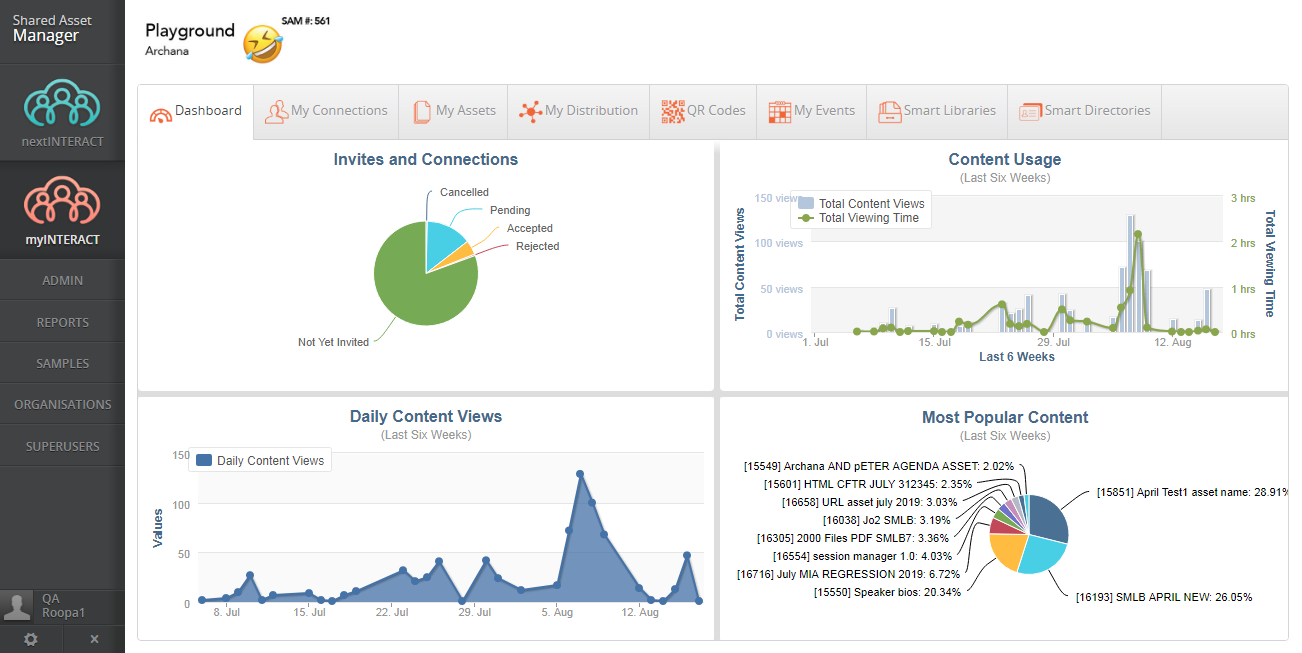 Shared Asset
Manager
nextINTERACT
myINTERACT
ADMIN
REPORTS
SAMPLES
ORGANISATIONS
SUPERUSERS
QA
Roopa1
Playground
Archana
SAM #: 561
Dashboard
My Connections
My Assets
My Distribution
QR Codes
My Events
Smart Libraries
Smart Directories
Invites and Connections
Cancelled
Pending
Accepted
Rejected
Not Yet Invited
Content Usage
(Last Six Weeks)
Total Content Views
Total Viewing Time
150 views
100 views
50 views
0 views
Total Content Views
3 hrs
2 hrs
1 hrs
0 hrs
Total Viewing Time
1. Jul
15. Jul
29. Jul
12. Aug
Last 6 Weeks
Daily Content Views
(Last Six Weeks)
Daily Content Views
150
100
50
0
Values
8. Jul
15. Jul
22. Jul
29. Jul
5. Aug
12. Aug
Most Popular Content
(Last Six Weeks)
[15549] Archana AND pETER AGENDA ASSET: 2.02%
[15601] HTML CFTR JULY 312345: 2.35%
[16658] URL asset july 2019: 3.03%
[16038] Jo2 SMLB: 3.19%
[16305] 2000 Files PDF SMLB7: 3.36%
[16554] session manager 1.0: 4.03%
[16716] July MIA REGRESSION 2019: 6.72%
[15550] Speaker bios: 20.34%
[15851] April Test1 asset name: 28.91%
[16193] SMLB APRIL NEW: 26.05%